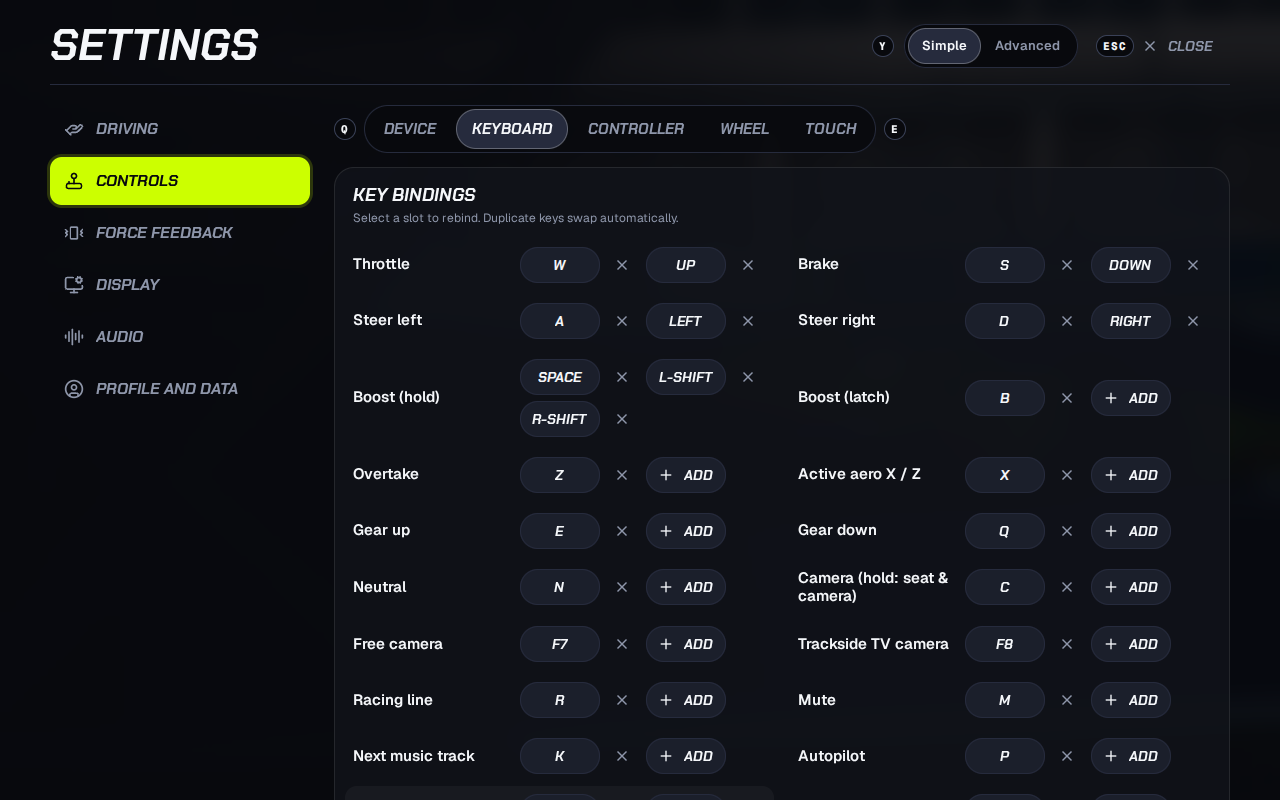 SETTINGS
Y Simple Advanced ESC CLOSE
DRIVING
CONTROLS
FORCE FEEDBACK
DISPLAY
AUDIO
PROFILE AND DATA
Q DEVICE KEYBOARD CONTROLLER WHEEL TOUCH E
KEY BINDINGS
Select a slot to rebind. Duplicate keys swap automatically.
Throttle W UP Brake S DOWN
Steer left A LEFT Steer right D RIGHT
Boost (hold) SPACE L-SHIFT
R-SHIFT
Boost (latch) B + ADD
Overtake Z + ADD Active aero X / Z X + ADD
Gear up E + ADD Gear down Q + ADD
Neutral N + ADD Camera (hold: seat &
camera) C + ADD
Free camera F7 + ADD Trackside TV camera F8 + ADD
Racing line R + ADD Mute M + ADD
Next music track K + ADD Autopilot P + ADD